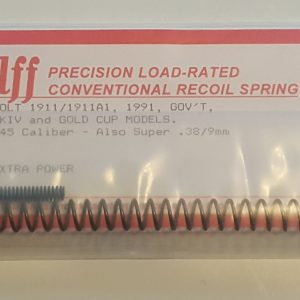 lff PRECISION LOAD-RATED
CONVENTIONAL RECOIL SPRING
OLT 1911/1911A1, 1991, GOV'T,
KIV and GOLD CUP MODELS.
45 Caliber - Also Super .38/9mm
XTRA POWER